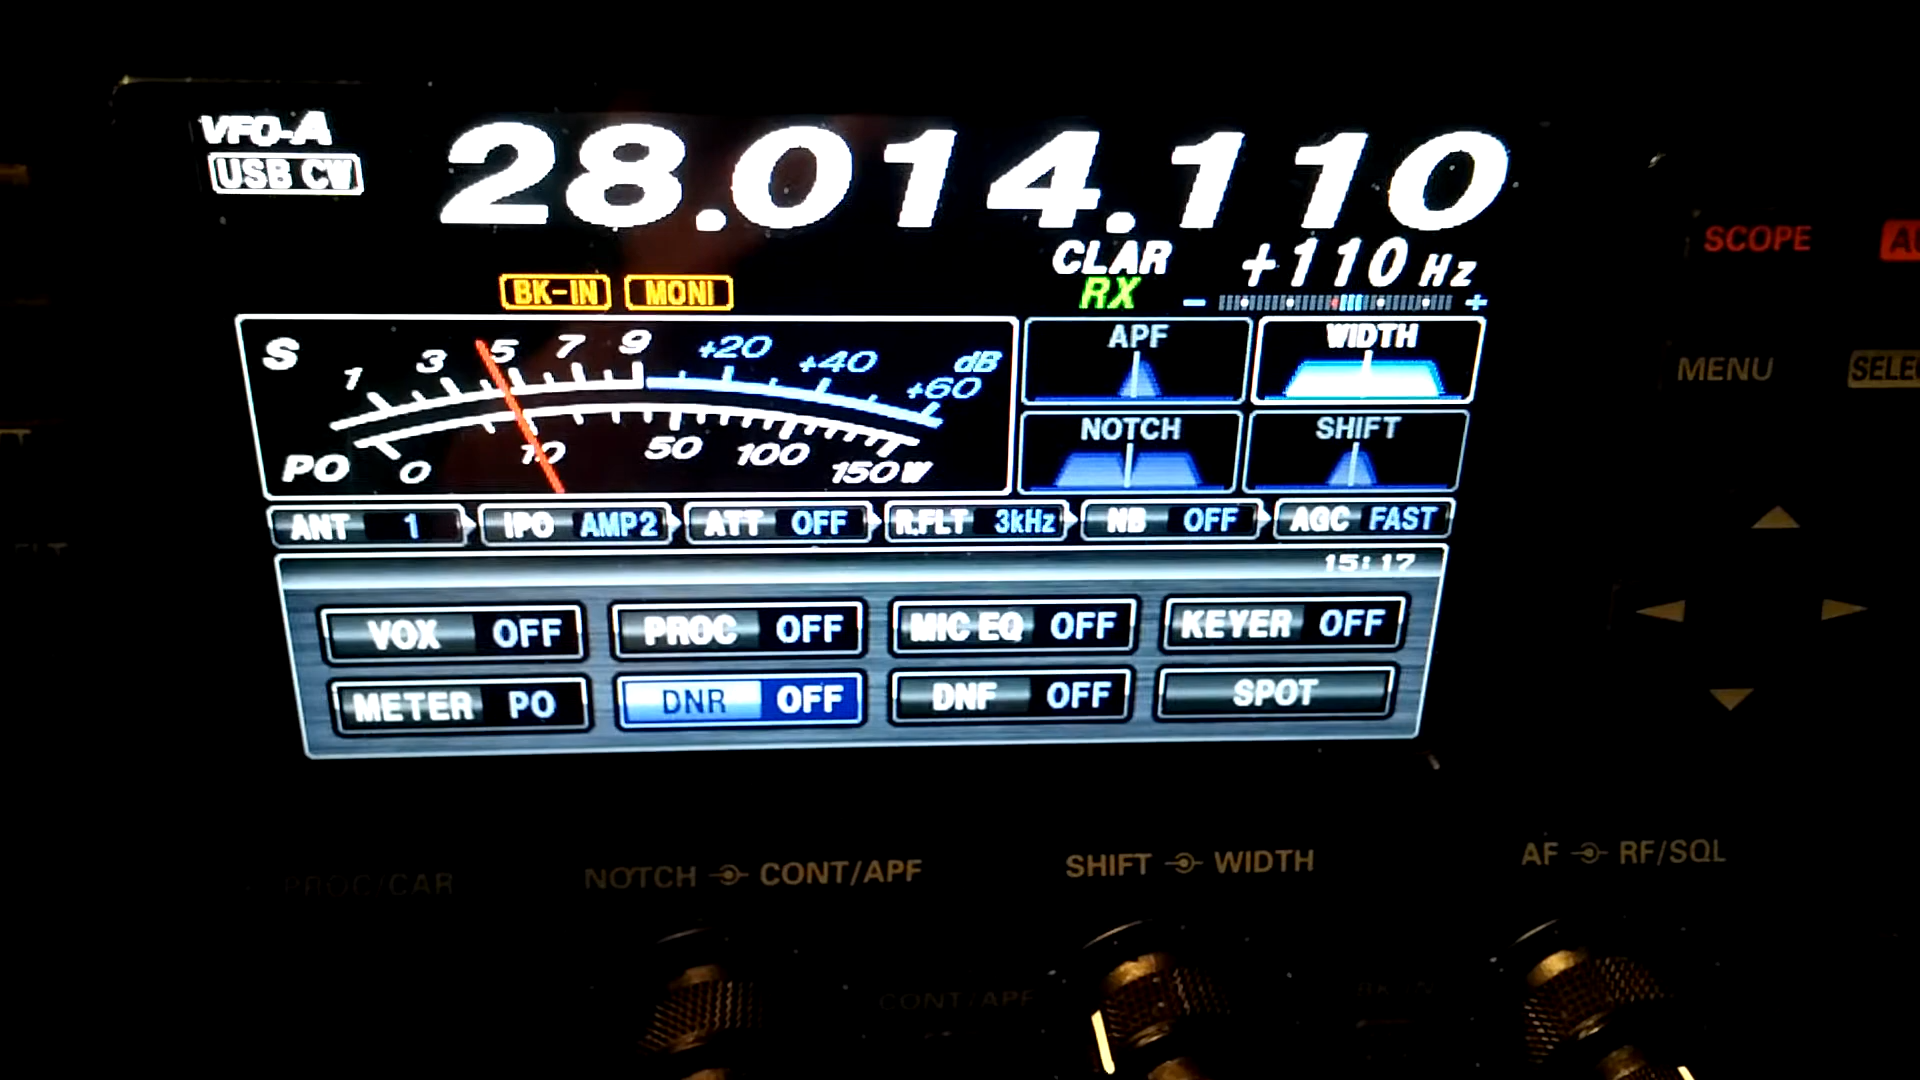 VFO-A 28.014.110
USB CW
CLAR +110 Hz
BK-IN MONI RX - +
S 1 3 5 7 9 +20 +40 +60 dB
PO 0 10 50 100 150W
APF WIDTH
NOTCH SHIFT
ANT 1 IPO AMP2 ATT OFF R.FLT 3kHz NB OFF AGC FAST
15:17
VOX OFF PROC OFF MIC EQ OFF KEYER OFF
METER PO DNR OFF DNF OFF SPOT
SCOPE
MENU
PROC/CAR NOTCH CONT/APF SHIFT WIDTH AF RF/SQL
CONT/APF